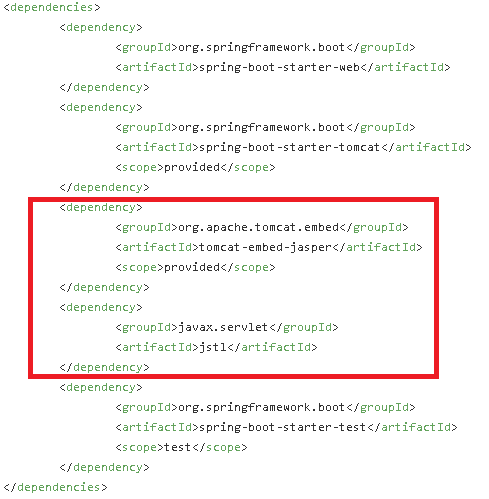 <dependencies>
<dependency>
<groupId>org.springframework.boot</groupId>
<artifactId>spring-boot-starter-web</artifactId>
</dependency>
<dependency>
<groupId>org.springframework.boot</groupId>
<artifactId>spring-boot-starter-tomcat</artifactId>
<scope>provided</scope>
</dependency>
<dependency>
<groupId>org.apache.tomcat.embed</groupId>
<artifactId>tomcat-embed-jasper</artifactId>
<scope>provided</scope>
</dependency>
<dependency>
<groupId>javax.servlet</groupId>
<artifactId>jstl</artifactId>
</dependency>
<dependency>
<groupId>org.springframework.boot</groupId>
<artifactId>spring-boot-starter-test</artifactId>
<scope>test</scope>
</dependency>
</dependencies>